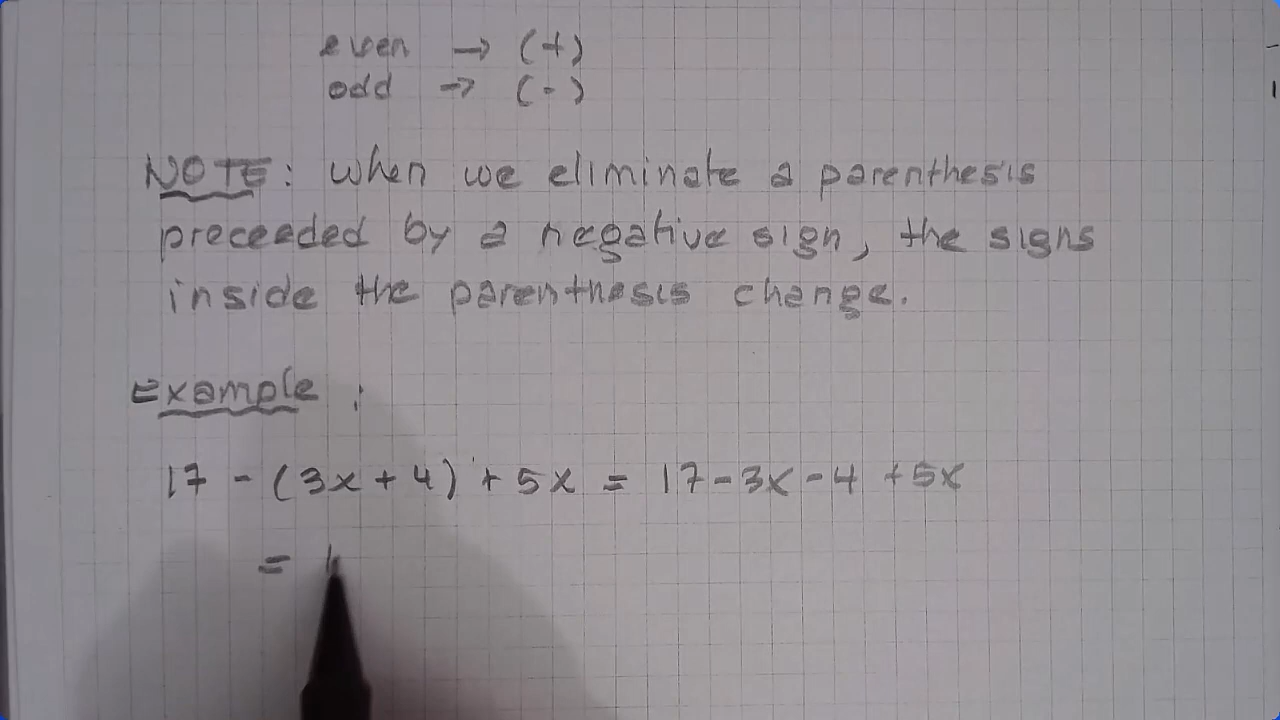 even → (+)
odd → (-)
NOTE: when we eliminate a parenthesis
preceeded by a negative sign, the signs
inside the parenthesis change.
Example:
17 - (3x + 4) + 5x = 17 - 3x - 4 + 5x
=